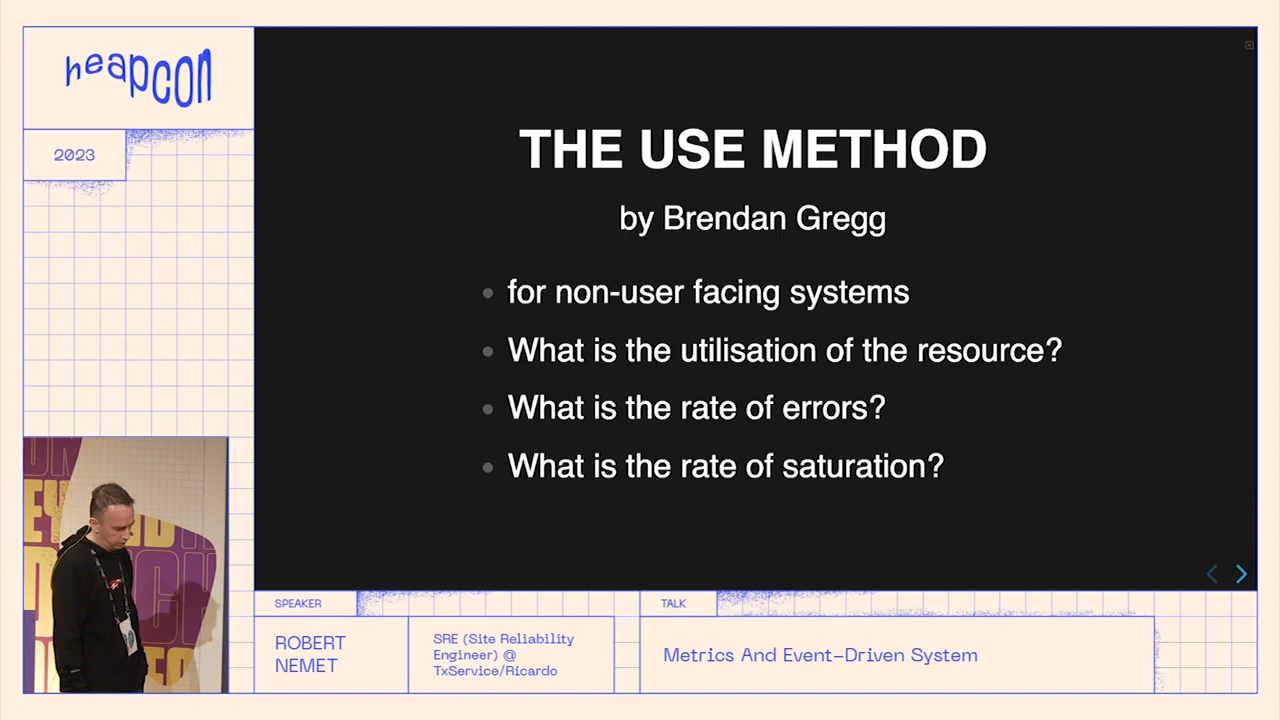 heapcon
2023
THE USE METHOD
by Brendan Gregg
for non-user facing systems
What is the utilisation of the resource?
What is the rate of errors?
What is the rate of saturation?
SPEAKER
ROBERT
NEMET
SRE (Site Reliability
Engineer) @
TxService/Ricardo
TALK
Metrics And Event-Driven System